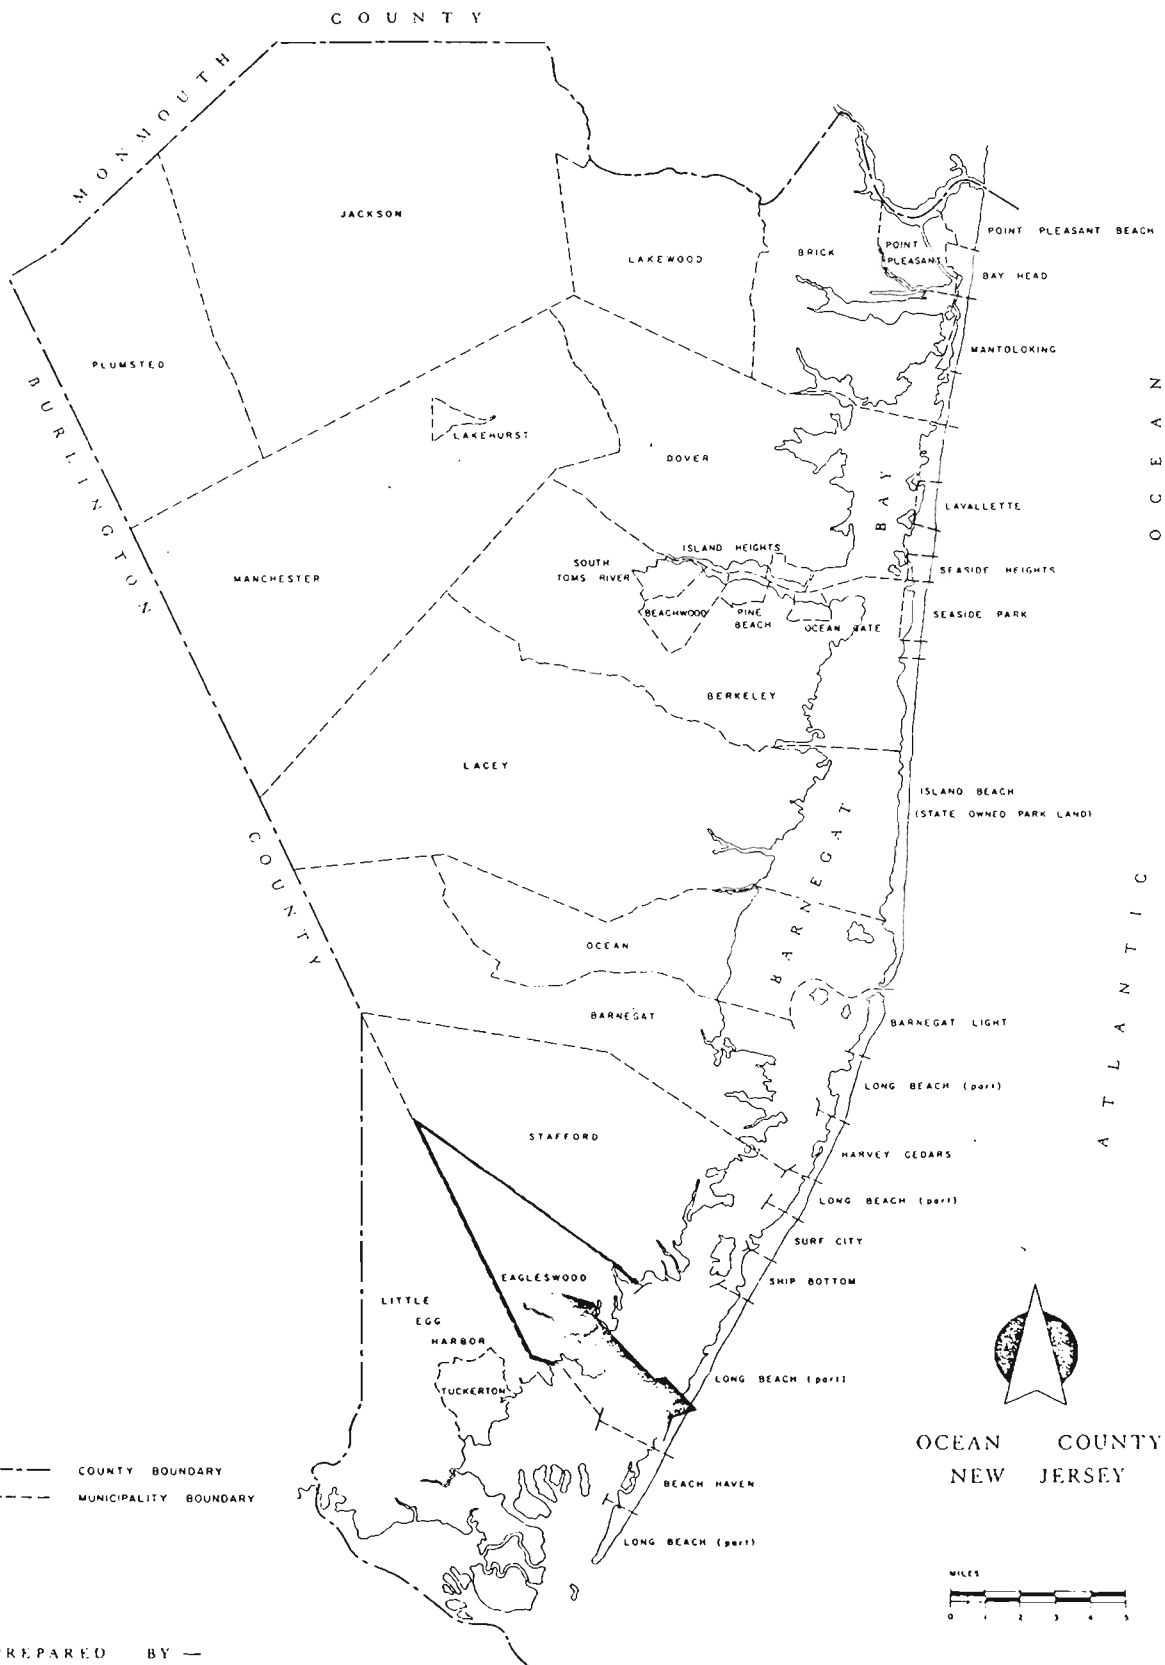 COUNTY
MONMOUTH
JACKSON
LAKEWOOD
BRICK
POINT
PLEASANT
POINT PLEASANT BEACH
BAY HEAD
MANTOLOKING
PLUMSTED
BURLINGTON
COUNTY
LAKEHURST
DOVER
BAY
LAVALLETTE
OCEAN
MANCHESTER
ISLAND HEIGHTS
SOUTH
TOMS RIVER
BEACHWOOD
PINE
BEACH
OCEAN GATE
SEASIDE HEIGHTS
SEASIDE PARK
BERKELEY
LACEY
ISLAND BEACH
(STATE OWNED PARK LAND)
BARNEGAT
ATLANTIC
OCEAN
BARNEGAT
BARNEGAT LIGHT
LONG BEACH (part)
STAFFORD
HARVEY CEDARS
LONG BEACH (part)
SURF CITY
SHIP BOTTOM
EAGLESWOOD
LITTLE
EGG
HARBOR
TUCKERTON
LONG BEACH (part)
BEACH HAVEN
LONG BEACH (part)
COUNTY BOUNDARY
MUNICIPALITY BOUNDARY
OCEAN COUNTY
NEW JERSEY
MILES
0 1 2 3 4 5
PREPARED BY —